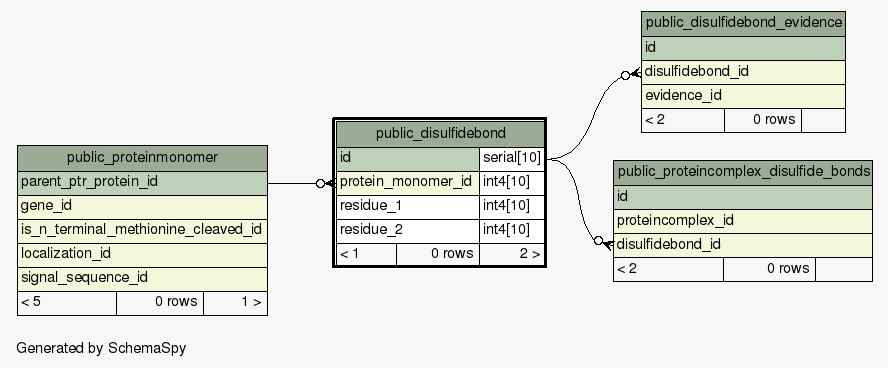 public_disulfidebond_evidence
id
disulfidebond_id
evidence_id
< 2 0 rows
public_disulfidebond
id serial[10]
protein_monomer_id int4[10]
residue_1 int4[10]
residue_2 int4[10]
< 1 0 rows 2 >
public_proteinmonomer
parent_ptr_protein_id
gene_id
is_n_terminal_methionine_cleaved_id
localization_id
signal_sequence_id
< 5 0 rows 1 >
public_proteincomplex_disulfide_bonds
id
proteincomplex_id
disulfidebond_id
< 2 0 rows
Generated by SchemaSpy